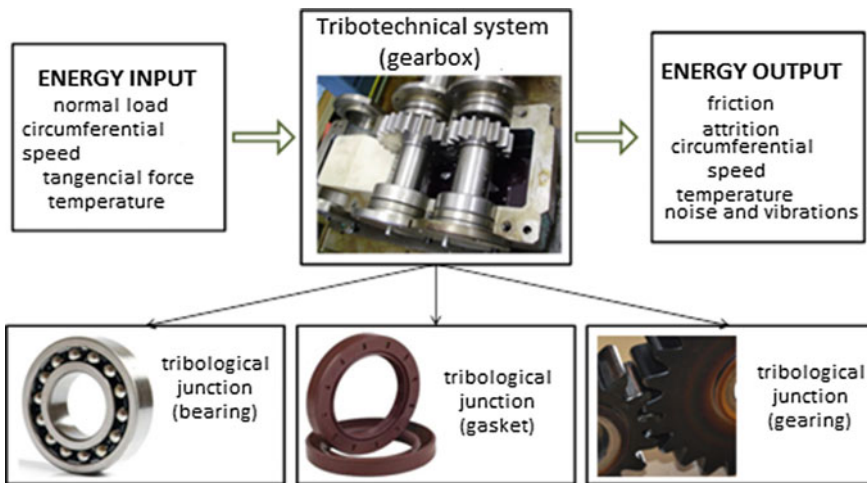 ENERGY INPUT
normal load
circumferential
speed
tangencial force
temperature
Tribotechnical system
(gearbox)
ENERGY OUTPUT
friction
attrition
circumferential
speed
temperature
noise and vibrations
tribological
junction
(bearing)
tribological
junction
(gasket)
tribological
junction
(gearing)